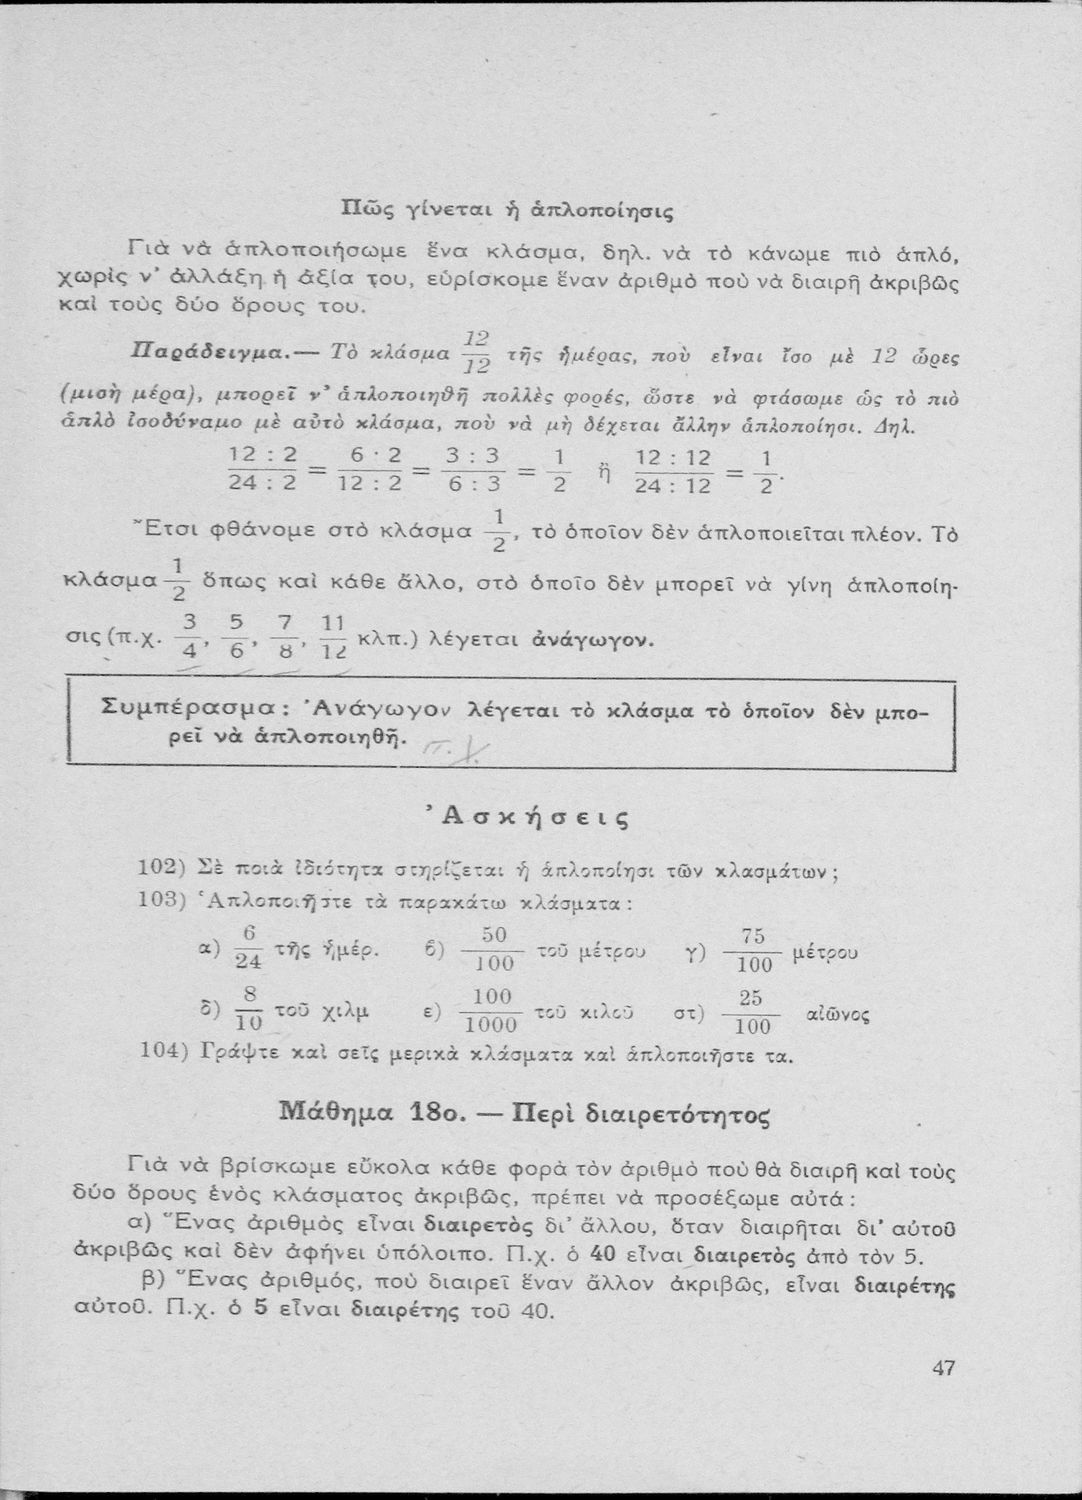 Πῶς γίνεται ἡ ἁπλοποίησις
Γιὰ νὰ ἁπλοποιήσωμε ἕνα κλάσμα, δηλ. νὰ τὸ κάνωμε πιὸ ἁπλό,
χωρὶς ν' ἀλλάξη ἡ ἀξία του, εὑρίσκομε ἕναν ἀριθμὸ ποὺ νὰ διαιρῆ ἀκριβῶς
καὶ τοὺς δύο ὅρους του.
Παράδειγμα.— Τὸ κλάσμα 12/12 τῆς ἡμέρας, ποὺ εἶναι ἴσο μὲ 12 ὧρες
(μισὴ μέρα), μπορεῖ ν' ἁπλοποιηθῆ πολλὲς φορές, ὥστε νὰ φτάσωμε ὡς τὸ πιὸ
ἁπλὸ ἰσοδύναμο μὲ αὐτὸ κλάσμα, ποὺ νὰ μὴ δέχεται ἄλλην ἁπλοποίησι. Δηλ.
12 : 2/24 : 2 = 6 · 2/12 : 2 = 3 : 3/6 : 3 = 1/2 ἢ 12 : 12/24 : 12 = 1/2.
Ἔτσι φθάνομε στὸ κλάσμα 1/2, τὸ ὁποῖον δὲν ἁπλοποιεῖται πλέον. Τὸ
κλάσμα 1/2 ὅπως καὶ κάθε ἄλλο, στὸ ὁποῖο δὲν μπορεῖ νὰ γίνη ἁπλοποίη-
σις (π.χ. 3/4, 5/6, 7/8, 11/12 κλπ.) λέγεται ἀνάγωγον.
Συμπέρασμα : Ἀνάγωγον λέγεται τὸ κλάσμα τὸ ὁποῖον δὲν μπο-
ρεῖ νὰ ἁπλοποιηθῆ.
π.χ.
Ἀσκήσεις
102) Σὲ ποιὰ ἰδιότητα στηρίζεται ἡ ἁπλοποίησι τῶν κλασμάτων ;
103) Ἁπλοποιῆστε τὰ παρακάτω κλάσματα :
α) 6/24 τῆς ἡμέρ. β) 50/100 τοῦ μέτρου γ) 75/100 μέτρου
δ) 8/10 τοῦ χιλμ ε) 100/1000 τοῦ κιλοῦ στ) 25/100 αἰῶνος
104) Γράψτε καὶ σεῖς μερικὰ κλάσματα καὶ ἁπλοποιῆστε τα.
Μάθημα 18ο. — Περὶ διαιρετότητος
Γιὰ νὰ βρίσκωμε εὔκολα κάθε φορὰ τὸν ἀριθμὸ ποὺ θὰ διαιρῆ καὶ τοὺς
δύο ὅρους ἑνὸς κλάσματος ἀκριβῶς, πρέπει νὰ προσέξωμε αὐτά :
α) Ἕνας ἀριθμὸς εἶναι διαιρετὸς δι' ἄλλου, ὅταν διαιρῆται δι' αὐτοῦ
ἀκριβῶς καὶ δὲν ἀφήνει ὑπόλοιπο. Π.χ. ὁ 40 εἶναι διαιρετὸς ἀπὸ τὸν 5.
β) Ἕνας ἀριθμός, ποὺ διαιρεῖ ἕναν ἄλλον ἀκριβῶς, εἶναι διαιρέτης
αὐτοῦ. Π.χ. ὁ 5 εἶναι διαιρέτης τοῦ 40.
47